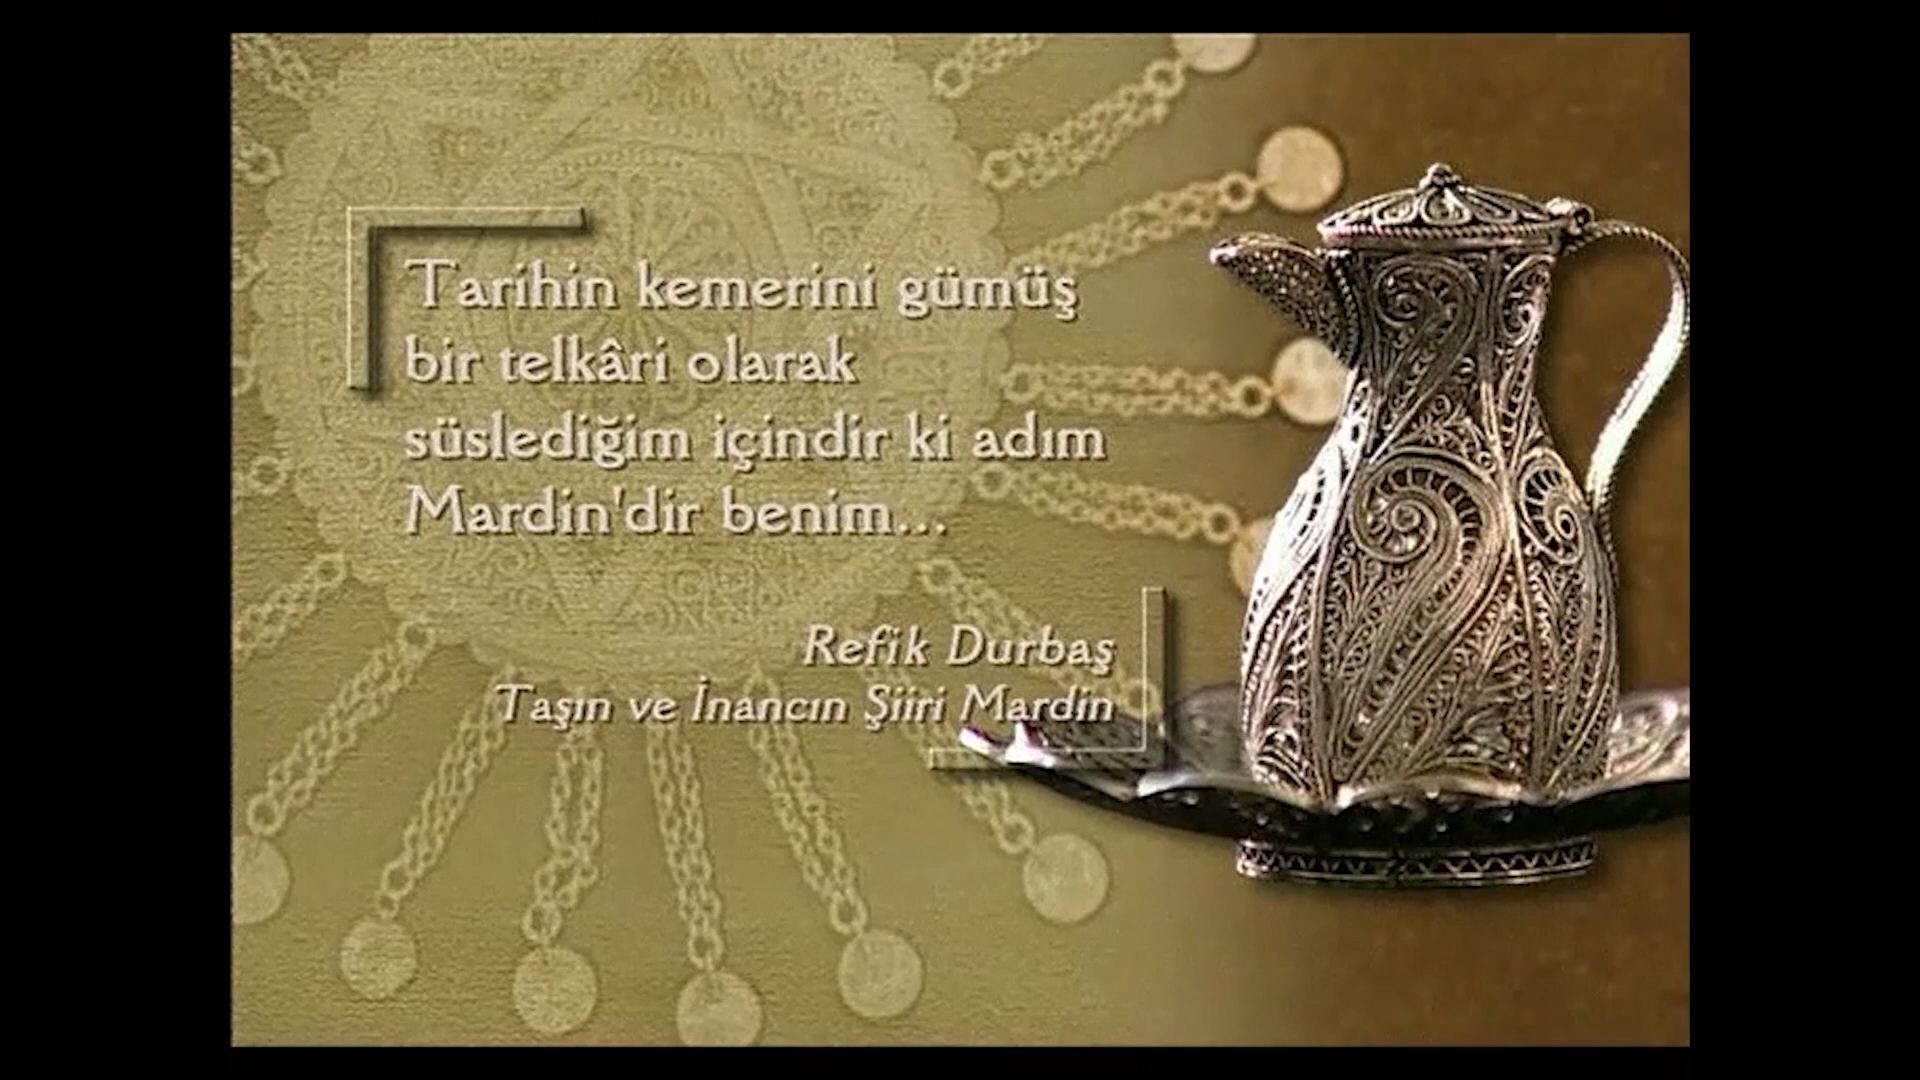 Tarihin kemerini gümüş
bir telkâri olarak
süslediğim içindir ki adım
Mardin'dir benim...
Refik Durbaş
Taşın ve İnancın Şiiri Mardin